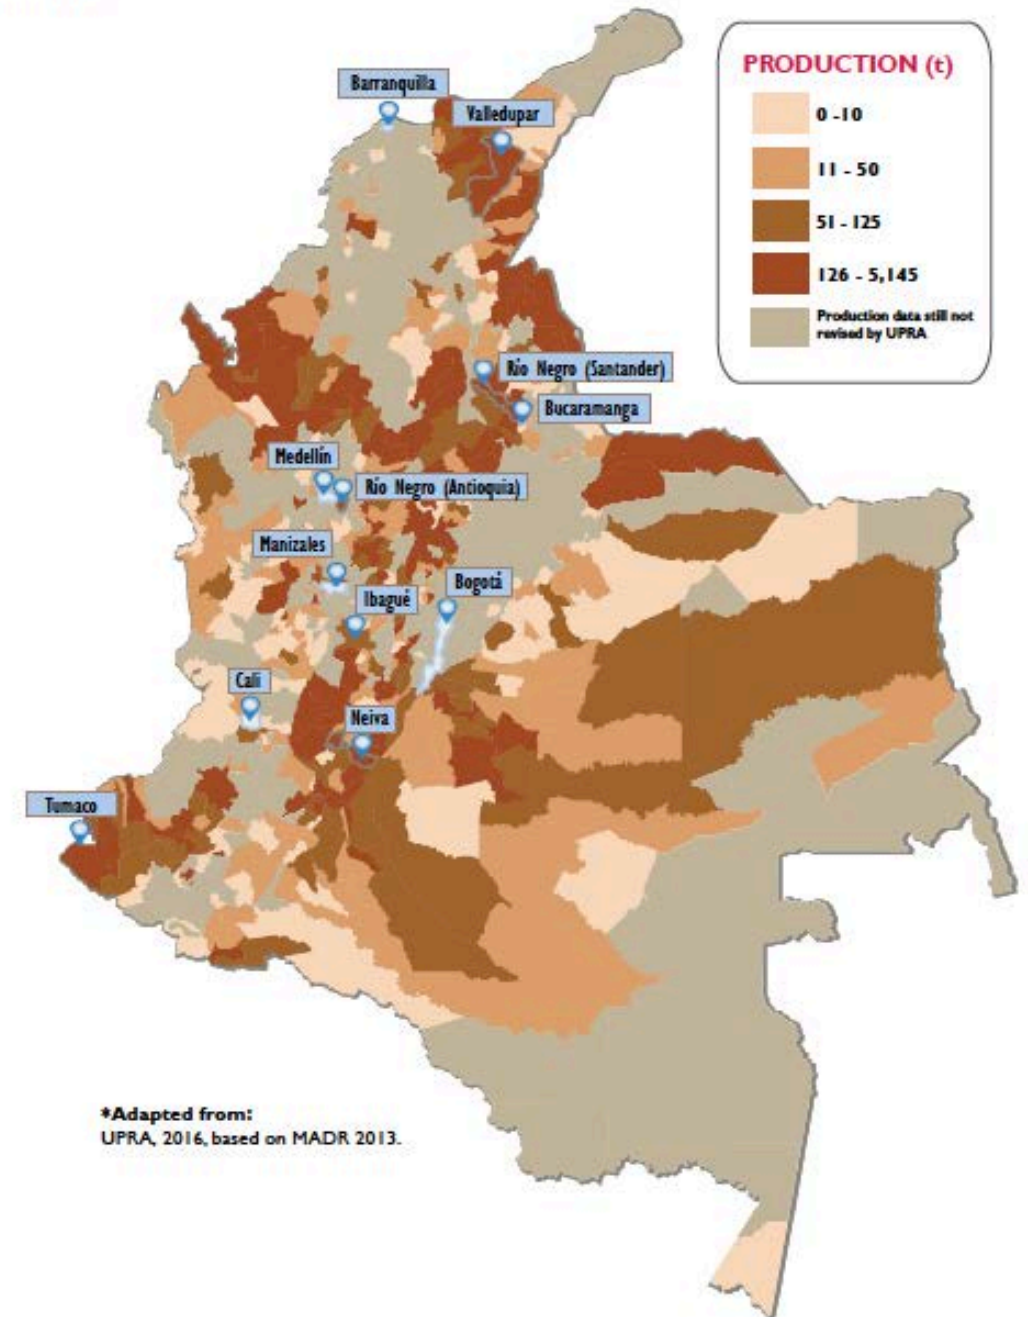 Barranquilla
Valledupar
PRODUCTION (t)
0 -10
11 - 50
51 - 125
126 - 5,145
Production data still not
revised by UPRA
Río Negro (Santander)
Bucaramanga
Medellín
Río Negro (Antioquia)
Manizales
Bogotá
Ibagué
Cali
Neiva
Tumaco
*Adapted from:
UPRA, 2016, based on MADR 2013.